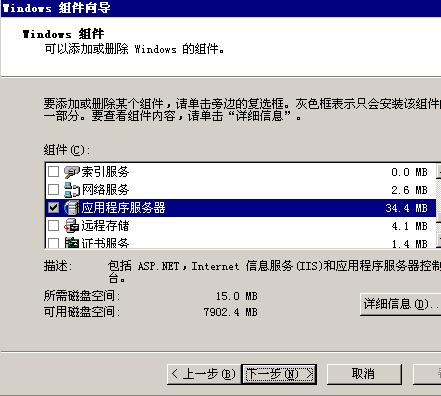 Windows 组件向导
Windows 组件
可以添加或删除 Windows 的组件。
要添加或删除某个组件，请单击旁边的复选框。灰色框表示只会安装该组件
一部分。要查看组件内容，请单击“详细信息”。
组件(C):
索引服务 0.0 MB
网络服务 2.6 MB
应用程序服务器 34.4 MB
远程存储 4.1 MB
证书服务 1.4 MB
描述: 包括 ASP.NET，Internet 信息服务(IIS)和应用程序服务器控制
台。
所需磁盘空间: 15.0 MB
可用磁盘空间: 7902.4 MB
详细信息(D)...
< 上一步(B) 下一步(N) > 取消